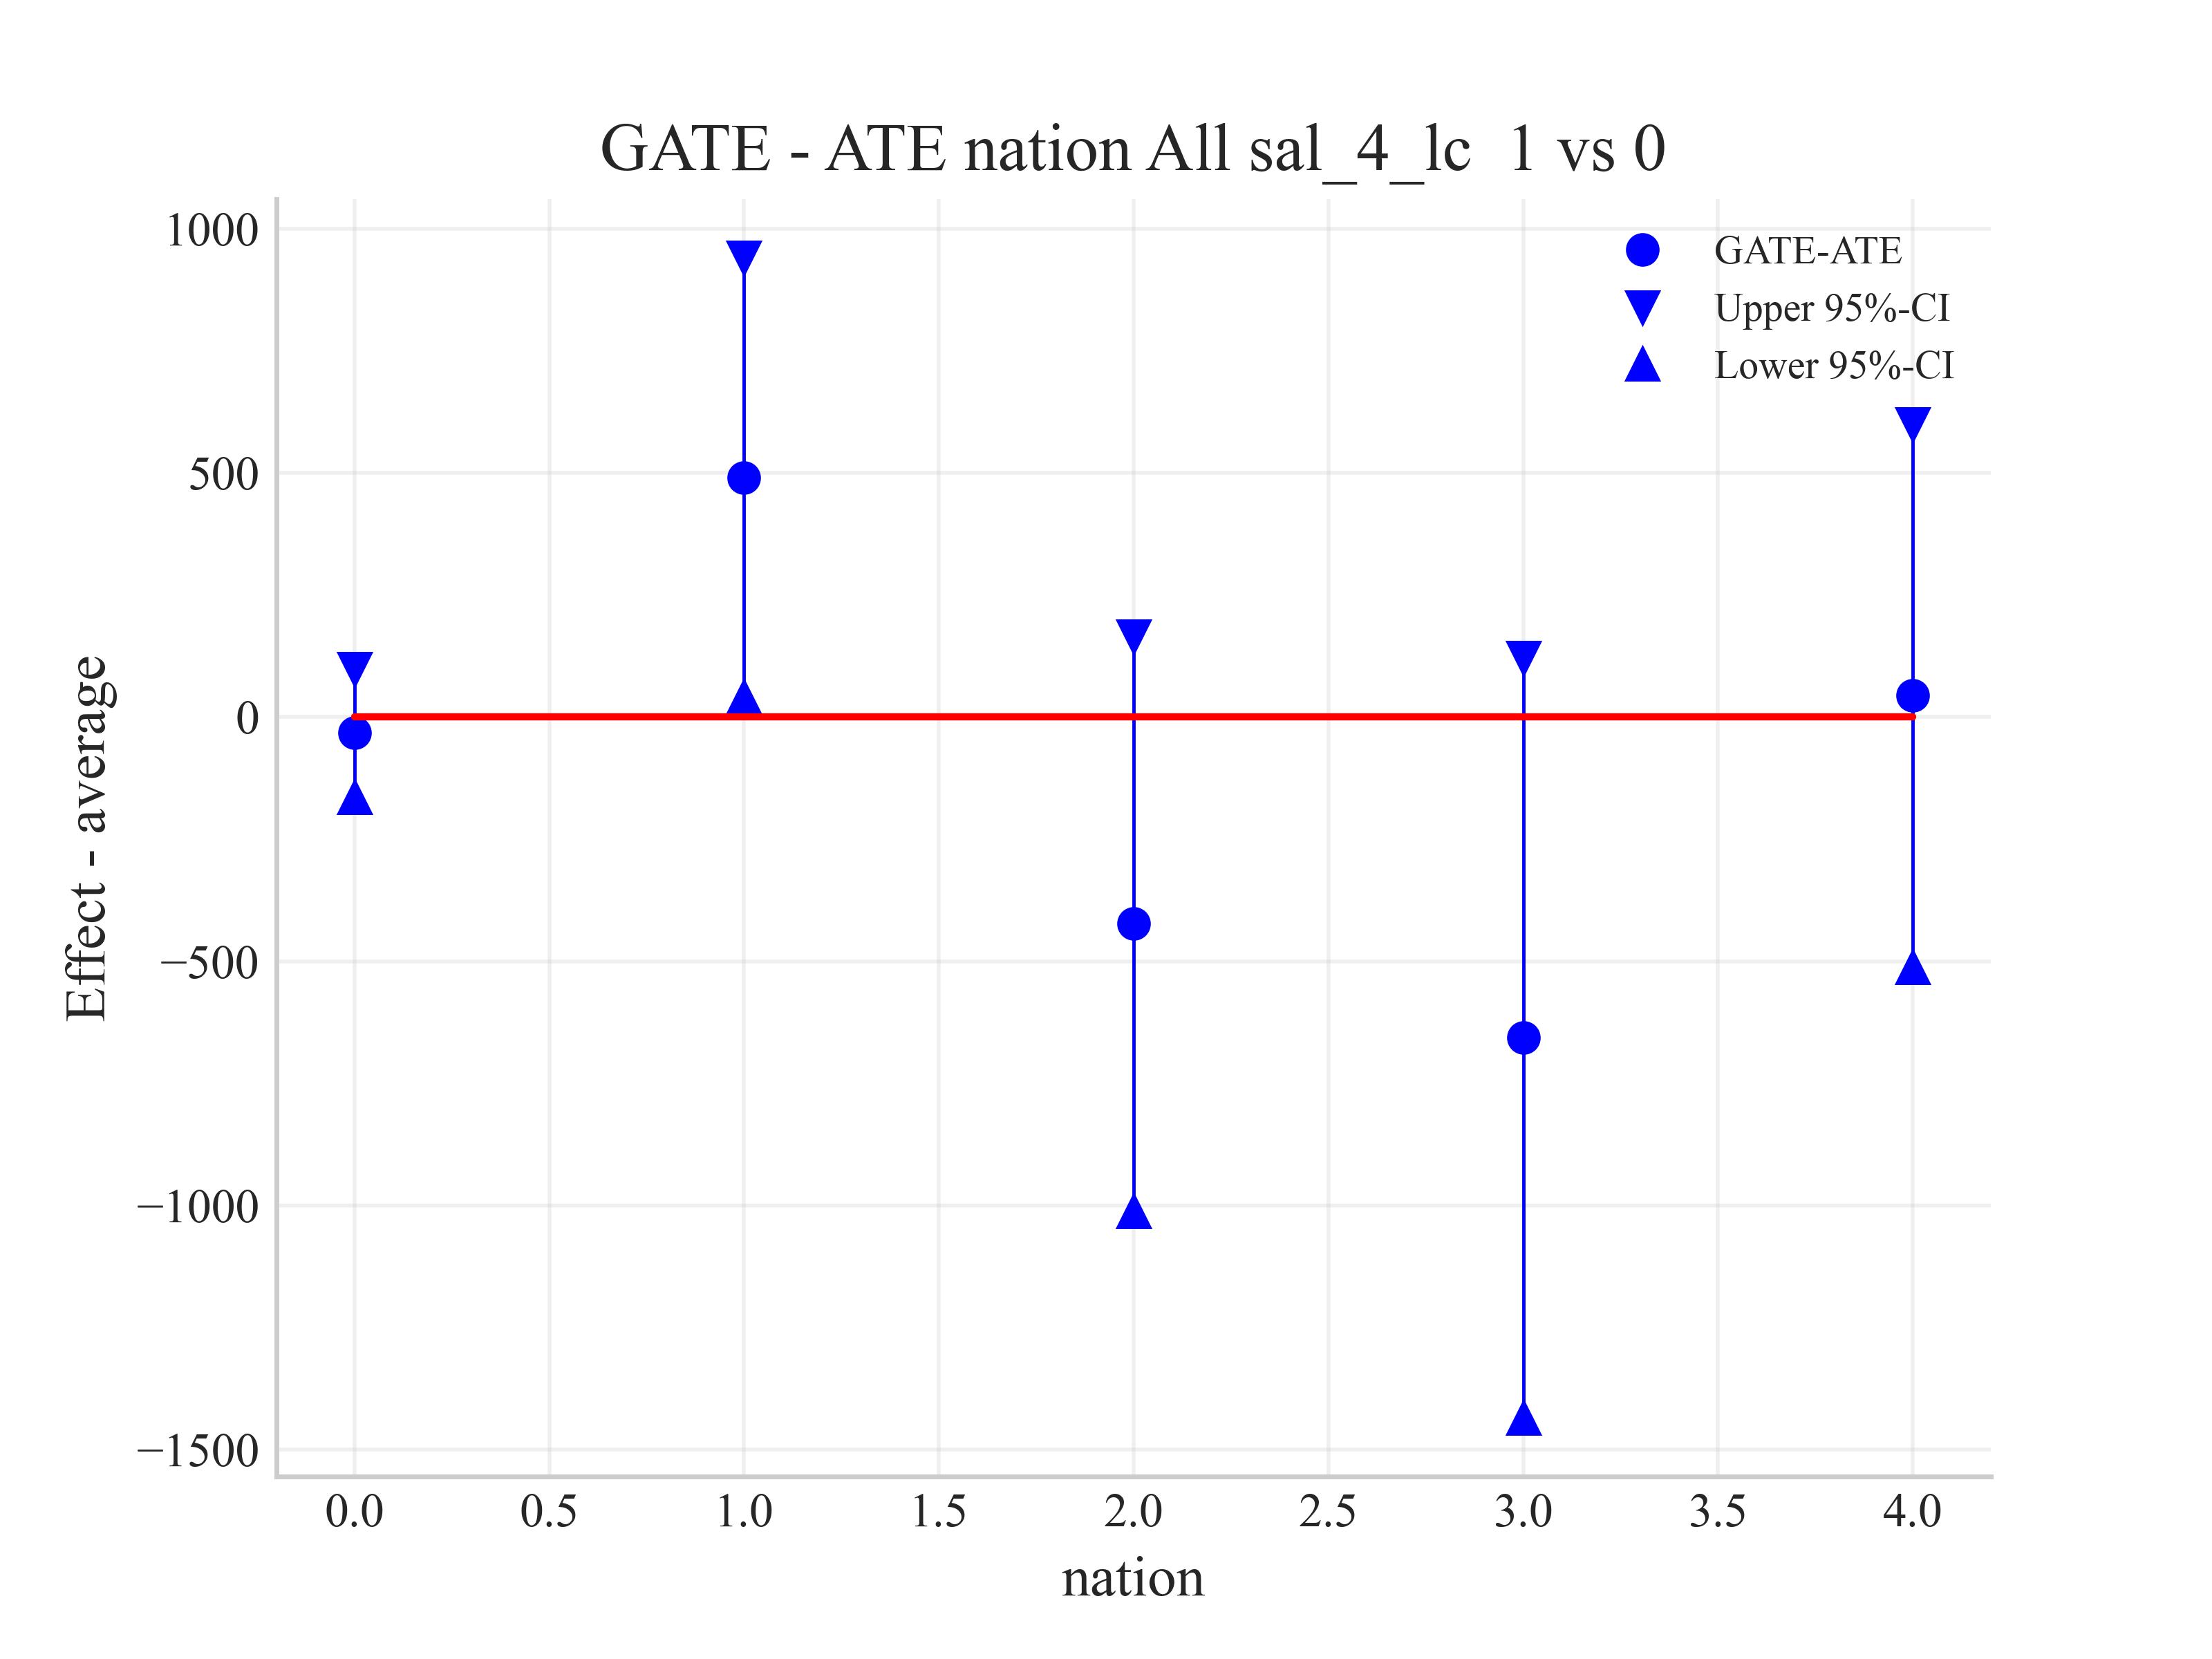 GATE - ATE nation All sal_4_lc  1 vs 0
GATE-ATE
Upper 95%-CI
Lower 95%-CI
Effect - average
1000
500
0
−500
−1000
−1500
0.0 0.5 1.0 1.5 2.0 2.5 3.0 3.5 4.0
nation